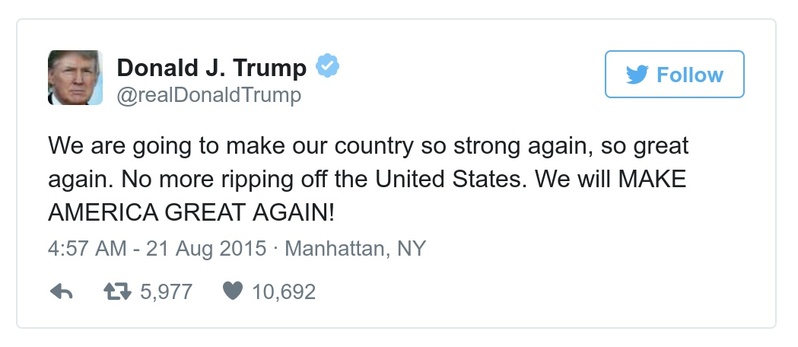 Donald J. Trump
@realDonaldTrump
Follow
We are going to make our country so strong again, so great
again. No more ripping off the United States. We will MAKE
AMERICA GREAT AGAIN!
4:57 AM - 21 Aug 2015 · Manhattan, NY
5,977 10,692